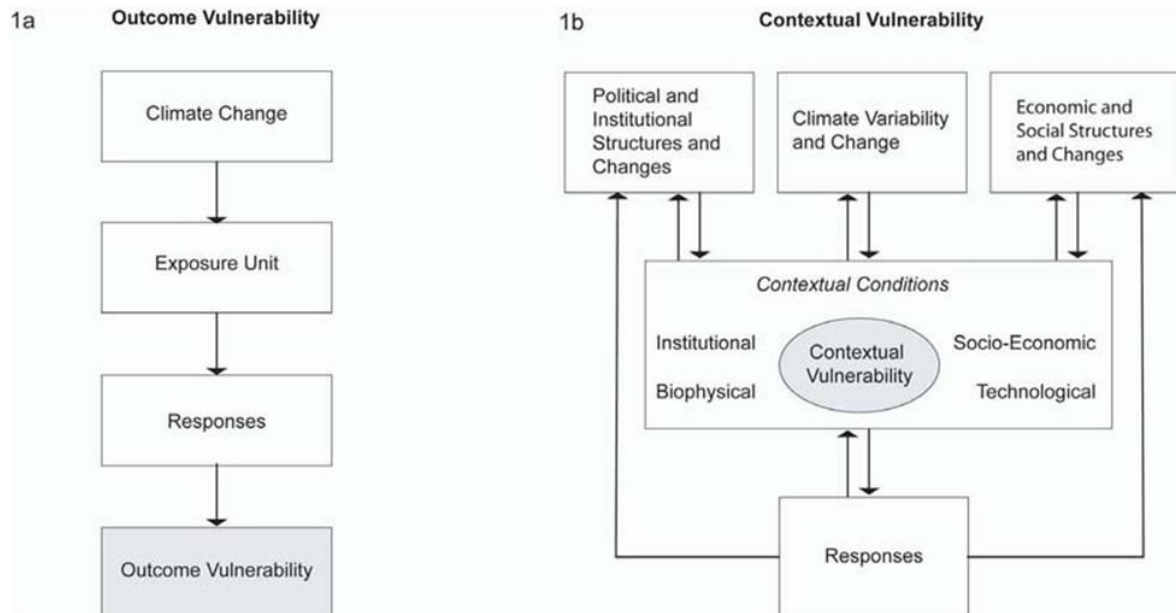 1a
Outcome Vulnerability
Climate Change
Exposure Unit
Responses
Outcome Vulnerability
1b
Contextual Vulnerability
Political and
Institutional
Structures and
Changes
Climate Variability
and Change
Economic and
Social Structures
and Changes
Contextual Conditions
Institutional
Biophysical
Contextual
Vulnerability
Socio-Economic
Technological
Responses